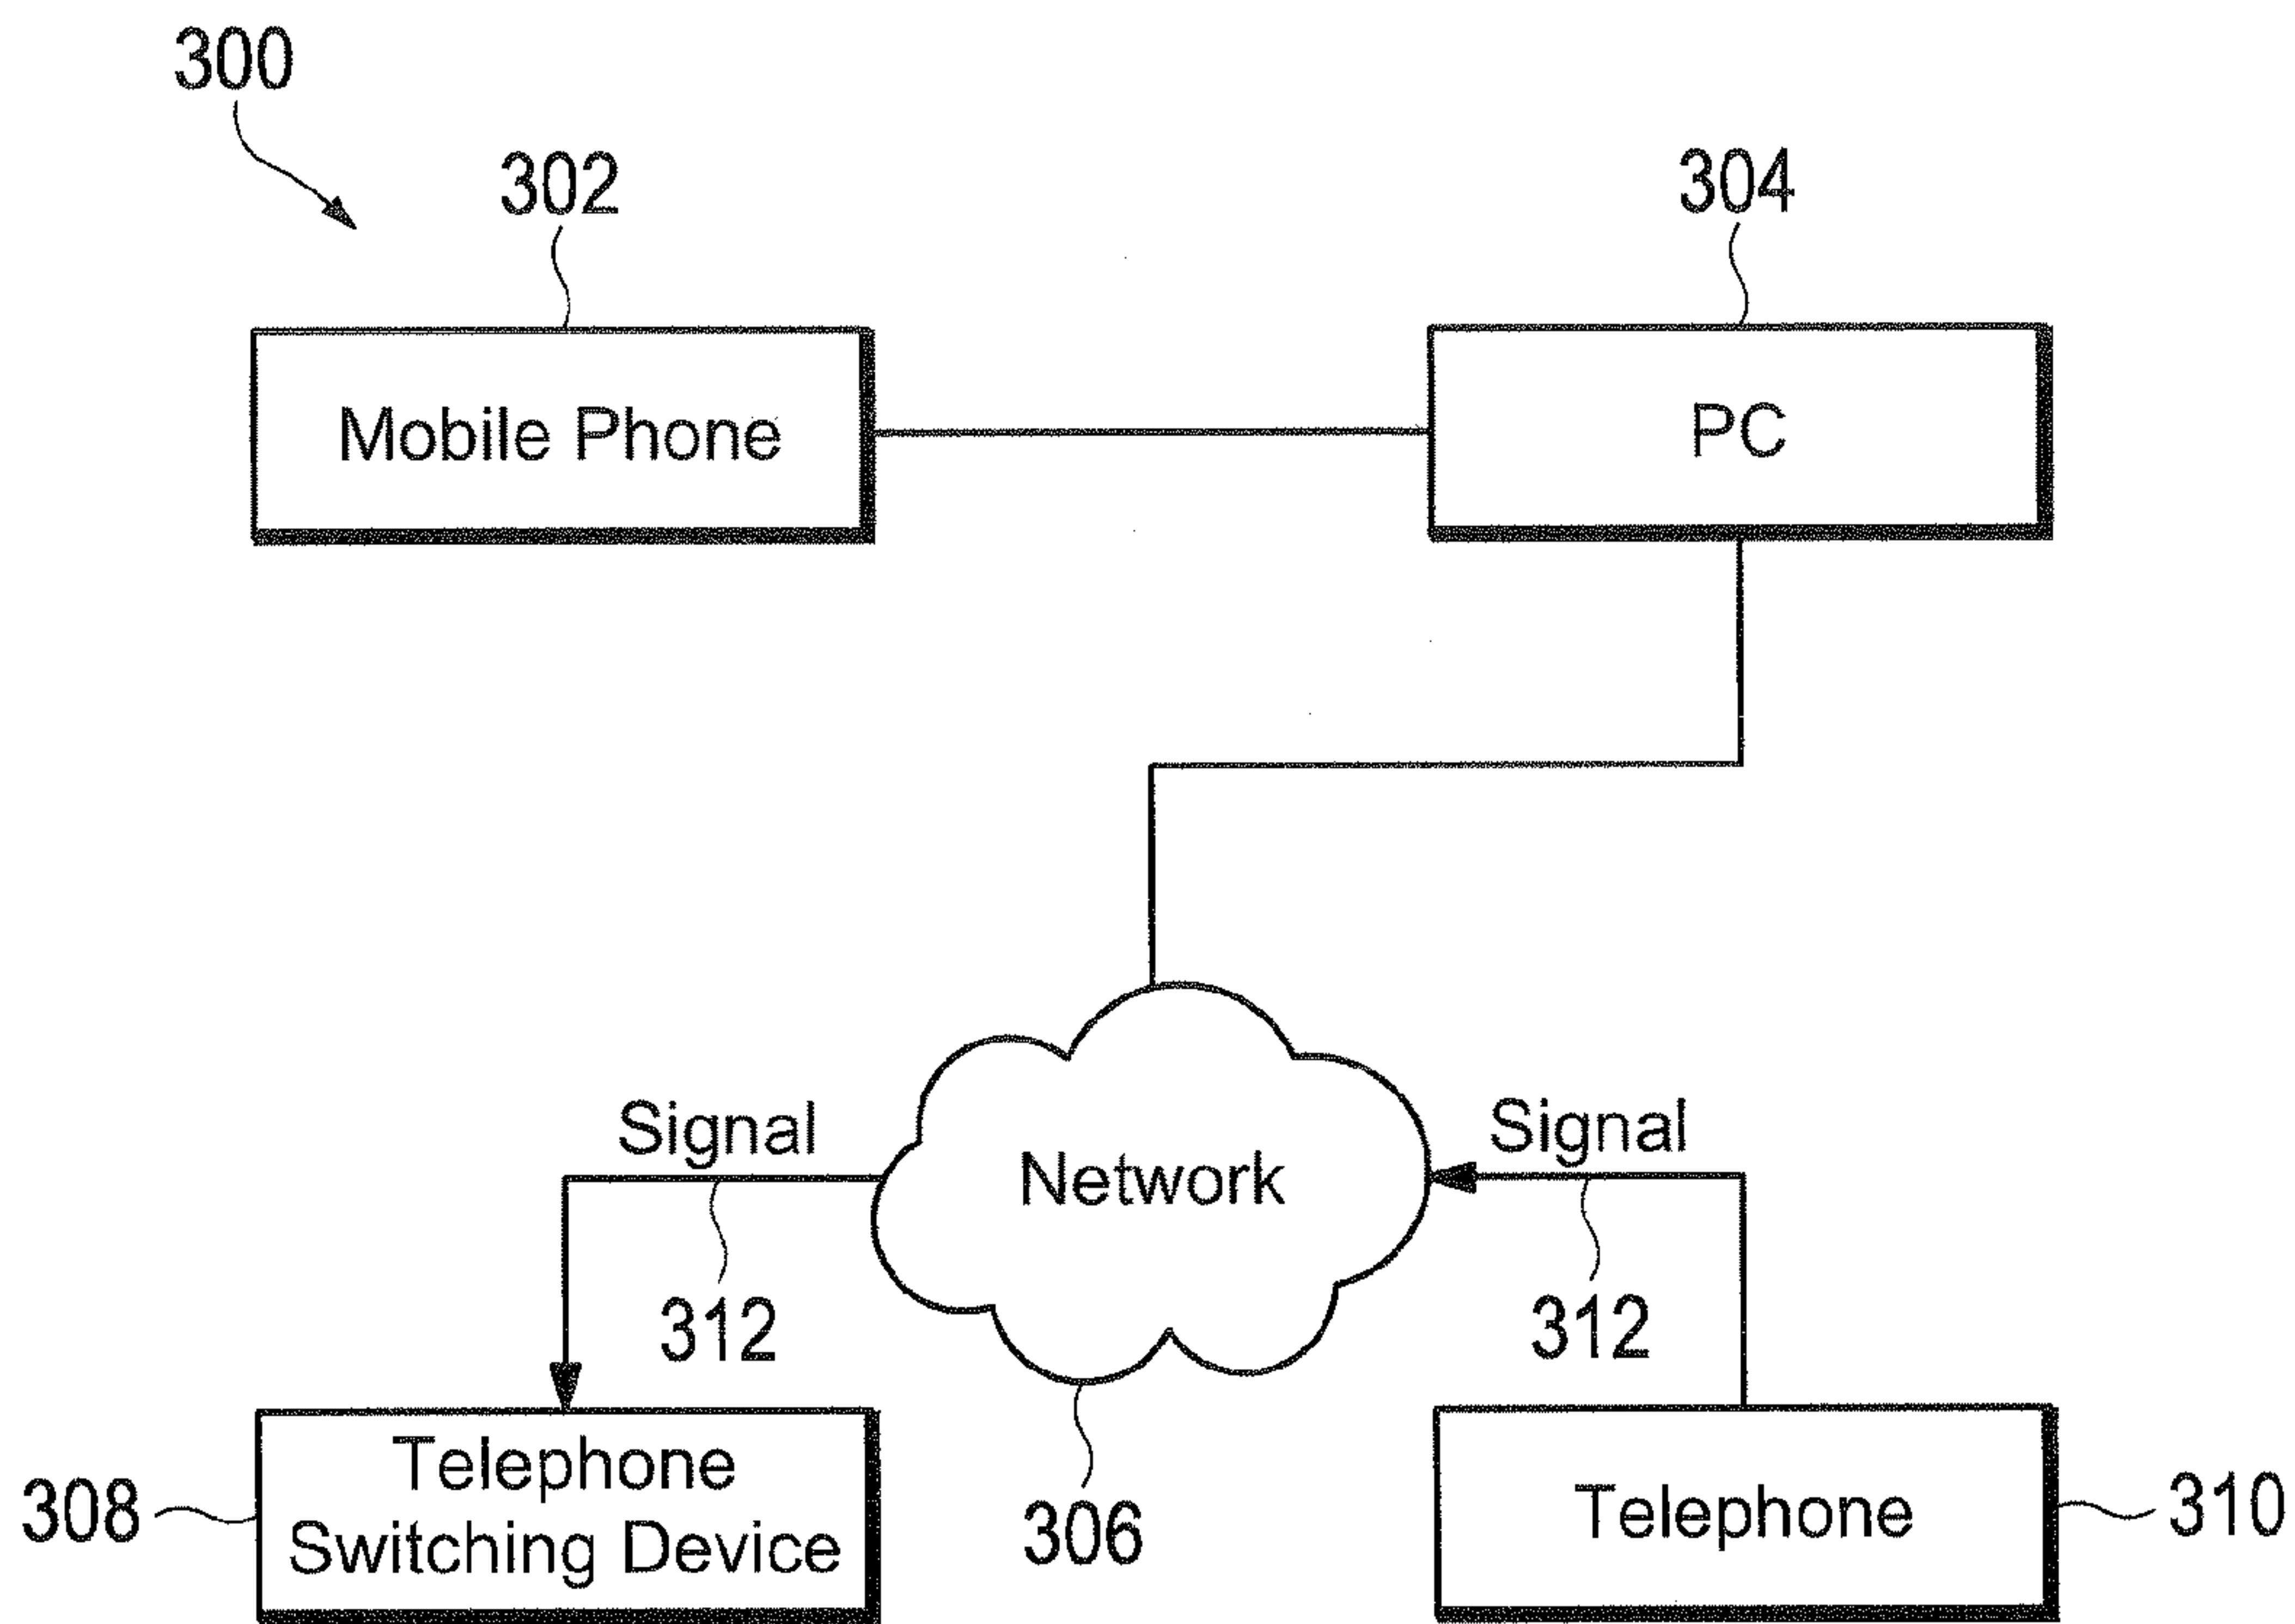 300
302
304
Mobile Phone
PC
Signal
Signal
Network
312
312
308
Telephone
Switching Device
306
Telephone
310